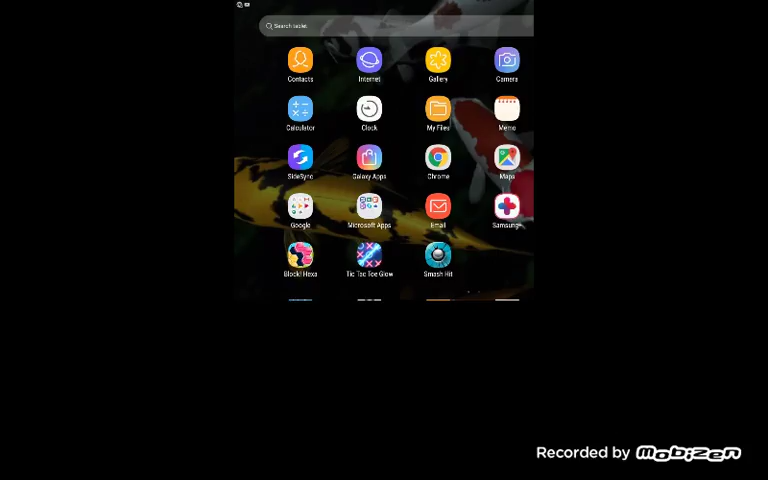 Search tablet
Contacts Internet Gallery Camera
Calculator Clock My Files Memo
SideSync Galaxy Apps Chrome Maps
Google Microsoft Apps Email Samsung+
Block! Hexa Tic Tac Toe Glow Smash Hit
Recorded by Mobizen